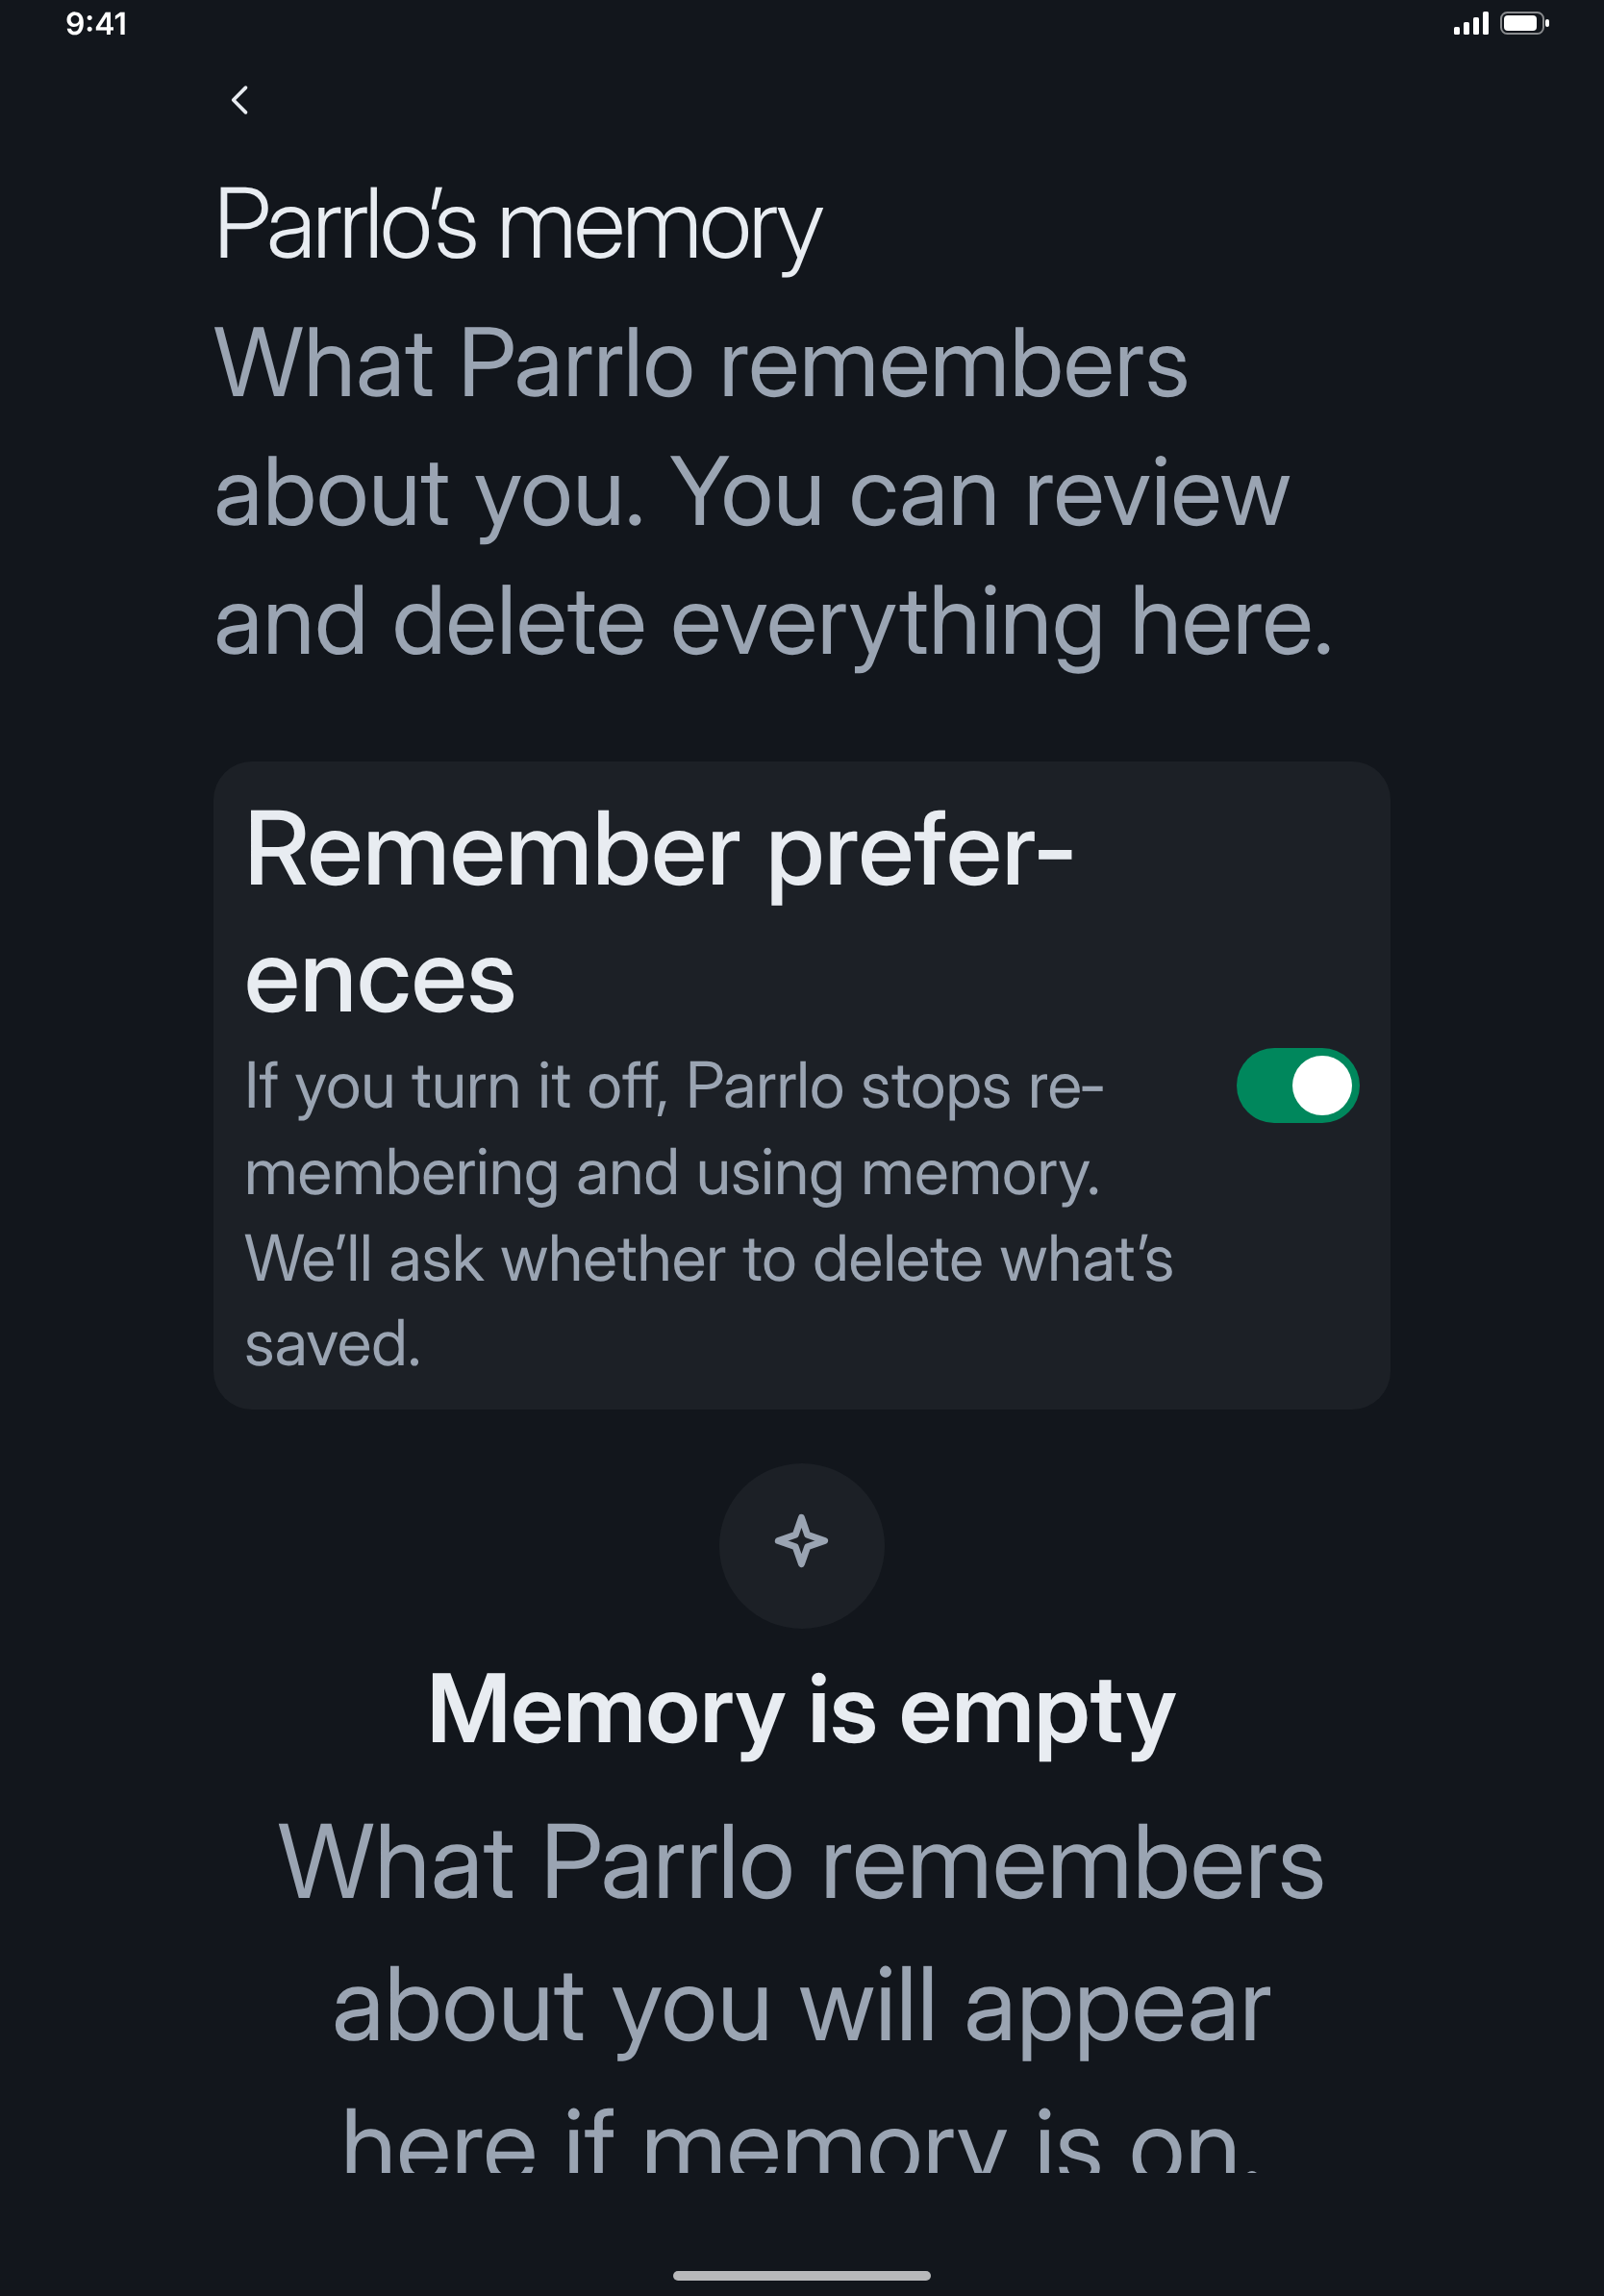 9:41
Parrlo’s memory
What Parrlo remembers
about you. You can review
and delete everything here.
Remember prefer-
ences
If you turn it off, Parrlo stops re-
membering and using memory.
We’ll ask whether to delete what’s
saved.
Memory is empty
What Parrlo remembers
about you will appear
here if memory is on.